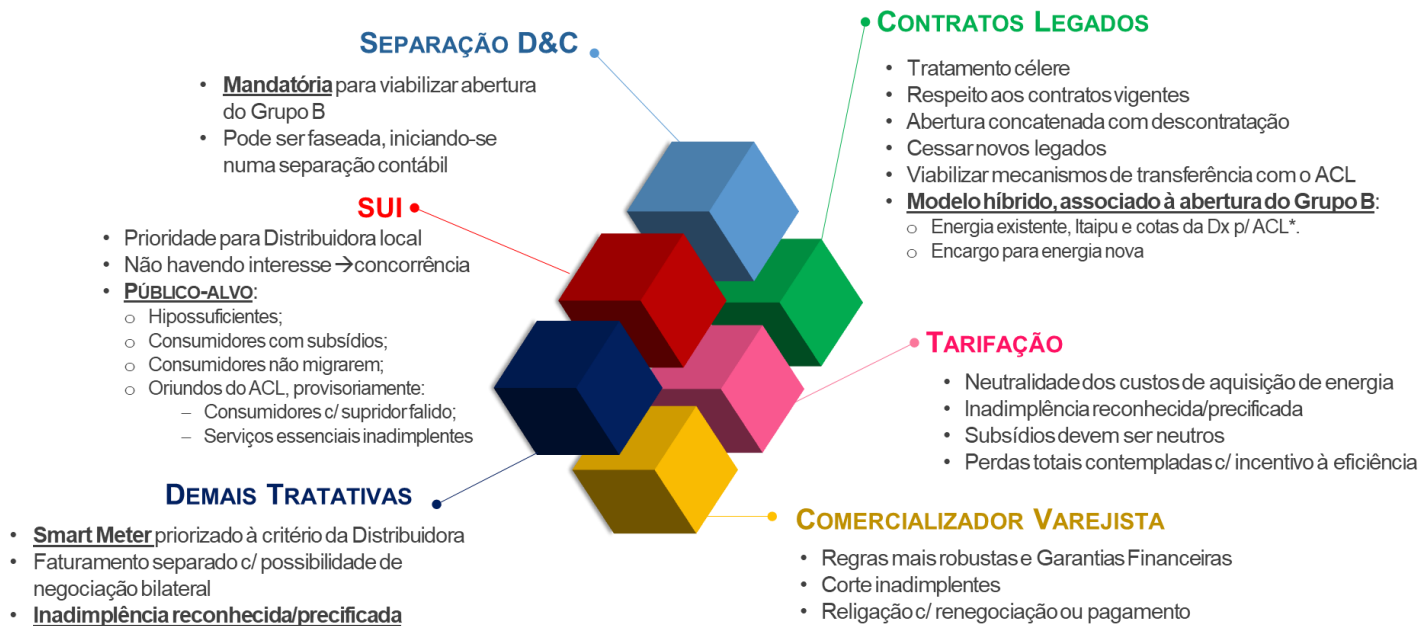 SEPARAÇÃO D&C
• Mandatória para viabilizar abertura
do Grupo B
• Pode ser faseada, iniciando-se
numa separação contábil
SUI
• Prioridade para Distribuidora local
• Não havendo interesse →concorrência
• PÚBLICO-ALVO:
o Hipossuficientes;
o Consumidores com subsídios;
o Consumidores não migrarem;
o Oriundos do ACL, provisoriamente:
– Consumidores c/ supridor falido;
– Serviços essenciais inadimplentes
DEMAIS TRATATIVAS
• Smart Meter priorizado à critério da Distribuidora
• Faturamento separado c/ possibilidade de
negociação bilateral
• Inadimplência reconhecida/precificada
CONTRATOS LEGADOS
• Tratamento célere
• Respeito aos contratos vigentes
• Abertura concatenada com descontratação
• Cessar novos legados
• Viabilizar mecanismos de transferência com o ACL
• Modelo híbrido, associado à abertura do Grupo B:
o Energia existente, Itaipu e cotas da Dx p/ ACL*.
o Encargo para energia nova
TARIFAÇÃO
• Neutralidade dos custos de aquisição de energia
• Inadimplência reconhecida/precificada
• Subsídios devem ser neutros
• Perdas totais contempladas c/ incentivo à eficiência
COMERCIALIZADOR VAREJISTA
• Regras mais robustas e Garantias Financeiras
• Corte inadimplentes
• Religação c/ renegociação ou pagamento